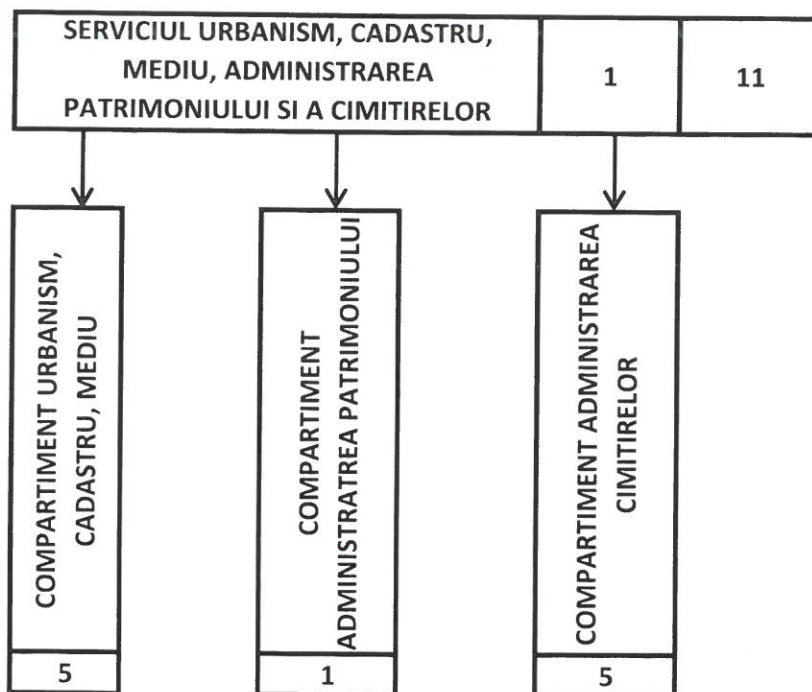 SERVICIUL URBANISM, CADASTRU,
MEDIU, ADMINISTRAREA
PATRIMONIULUI SI A CIMITIRELOR
1
11
COMPARTIMENT URBANISM,
CADASTRU, MEDIU
5
COMPARTIMENT
ADMINISTRATREA PATRIMONIULUI
1
COMPARTIMENT ADMINISTRAREA
CIMITIRELOR
5